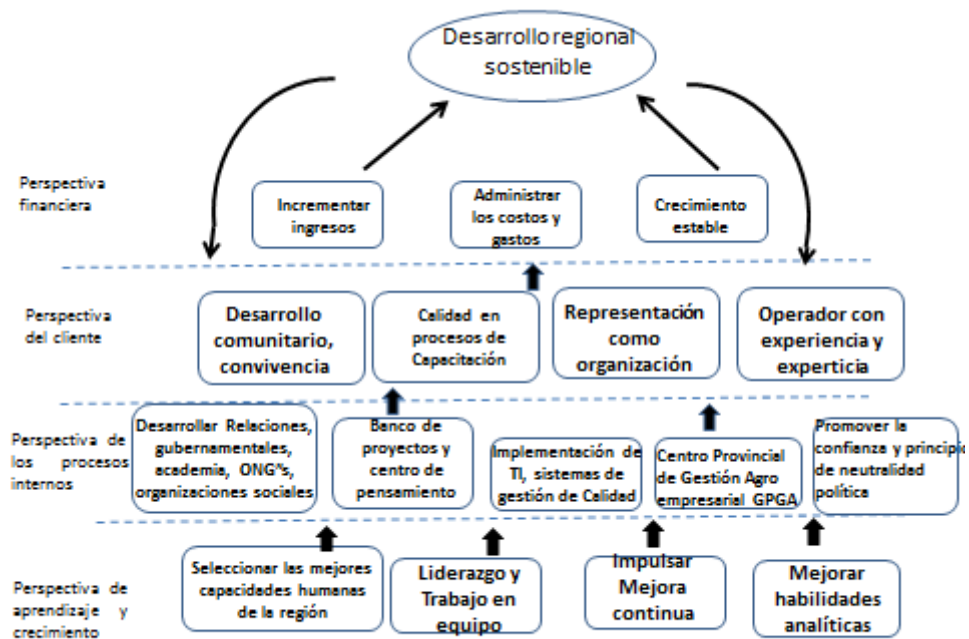 Desarrollo regional
sostenible
Perspectiva
financiera
Incrementar
ingresos
Administrar
los costos y
gastos
Crecimiento
estable
Perspectiva
del cliente
Desarrollo
comunitario,
convivencia
Calidad en
procesos de
Capacitación
Representación
como
organización
Operador con
experiencia y
experticia
Perspectiva de
los procesos
internos
Desarrollar Relaciones,
gubernamentales,
academia, ONG"s,
organizaciones sociales
Banco de
proyectos y
centro de
pensamiento
Implementación de
TI, sistemas de
gestión de Calidad
Centro Provincial
de Gestión Agro
empresarial GPGA
Promover la
confianza y principio
de neutralidad
política
Perspectiva de
aprendizaje y
crecimiento
Seleccionar las mejores
capacidades humanas
de la región
Liderazgo y
Trabajo en
equipo
Impulsar
Mejora
continua
Mejorar
habilidades
analíticas